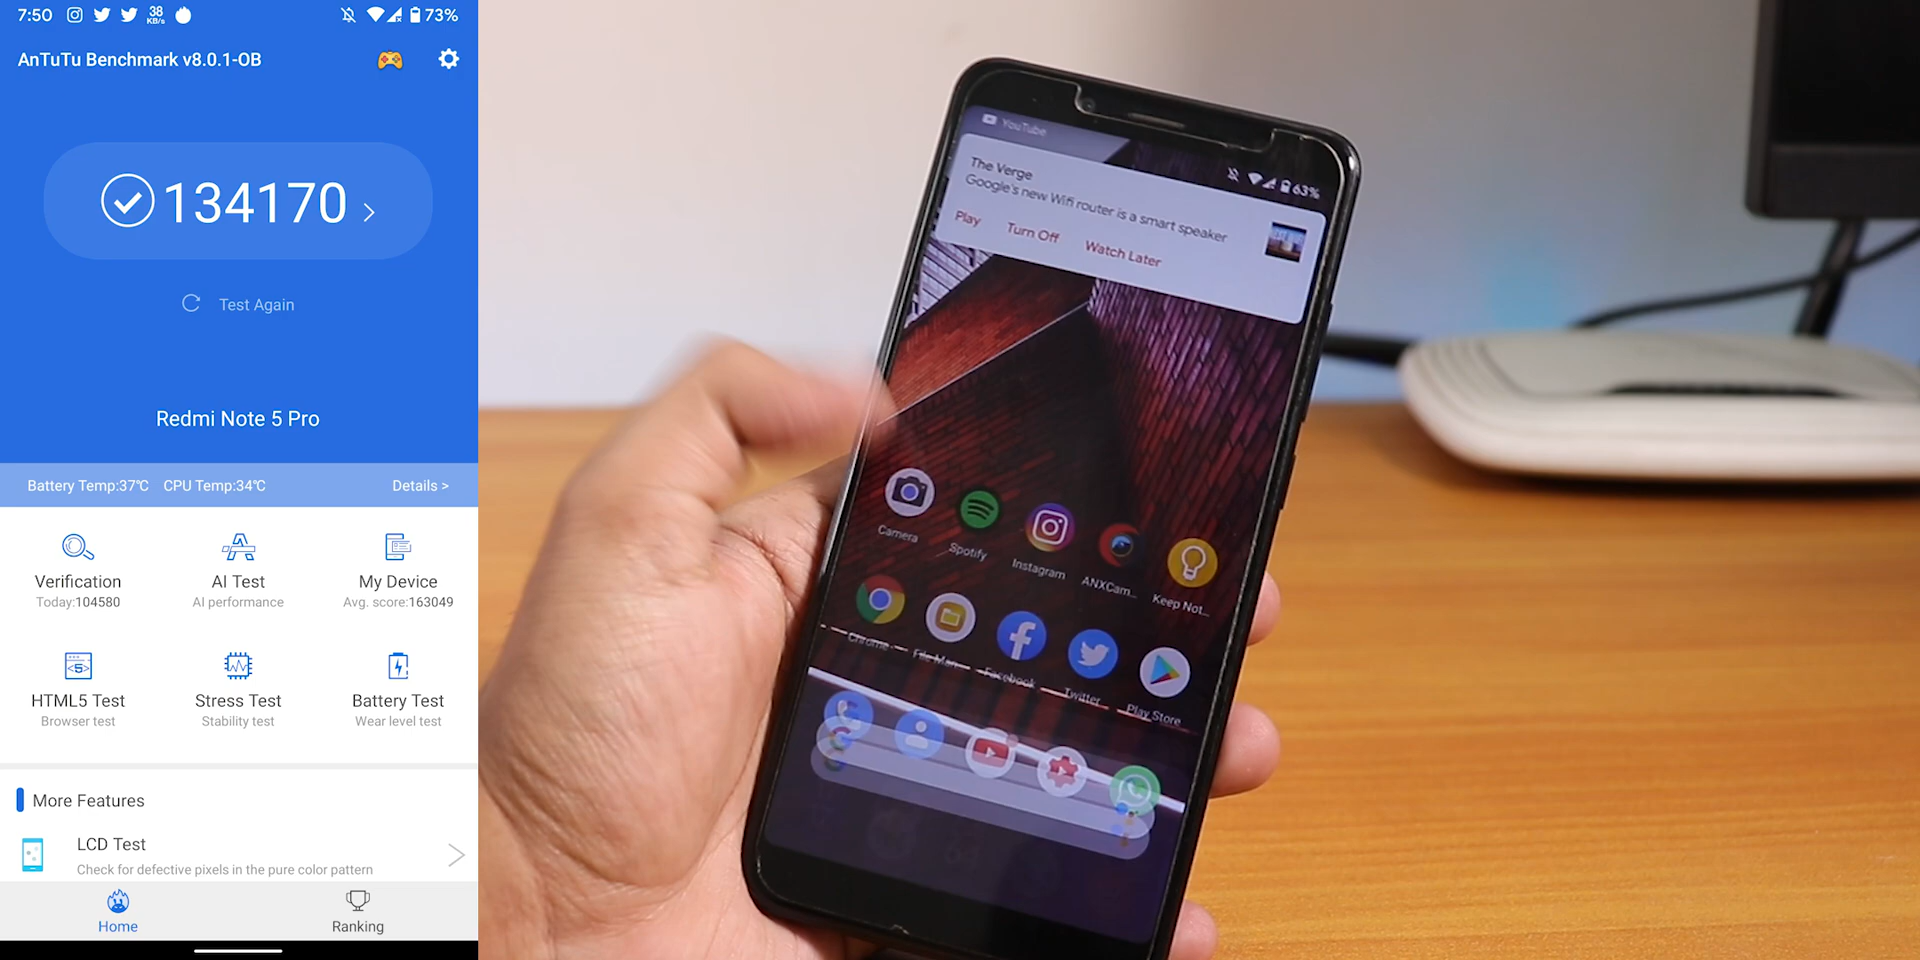 7:50
38
KB/s
73%
AnTuTu Benchmark v8.0.1-OB
134170
Test Again
Redmi Note 5 Pro
Battery Temp:37℃ CPU Temp:34℃ Details >
Verification
Today:104580
AI Test
AI performance
My Device
Avg. score:163049
HTML5 Test
Browser test
Stress Test
Stability test
Battery Test
Wear level test
More Features
LCD Test
Check for defective pixels in the pure color pattern
Home
Ranking
YouTube
63%
The Verge
Google's new Wifi router is a smart speaker
Play Turn Off Watch Later
Camera
Spotify
Instagram
ANXCam...
Keep Not...
Chrome
File Man...
Facebook
Twitter
Play Store